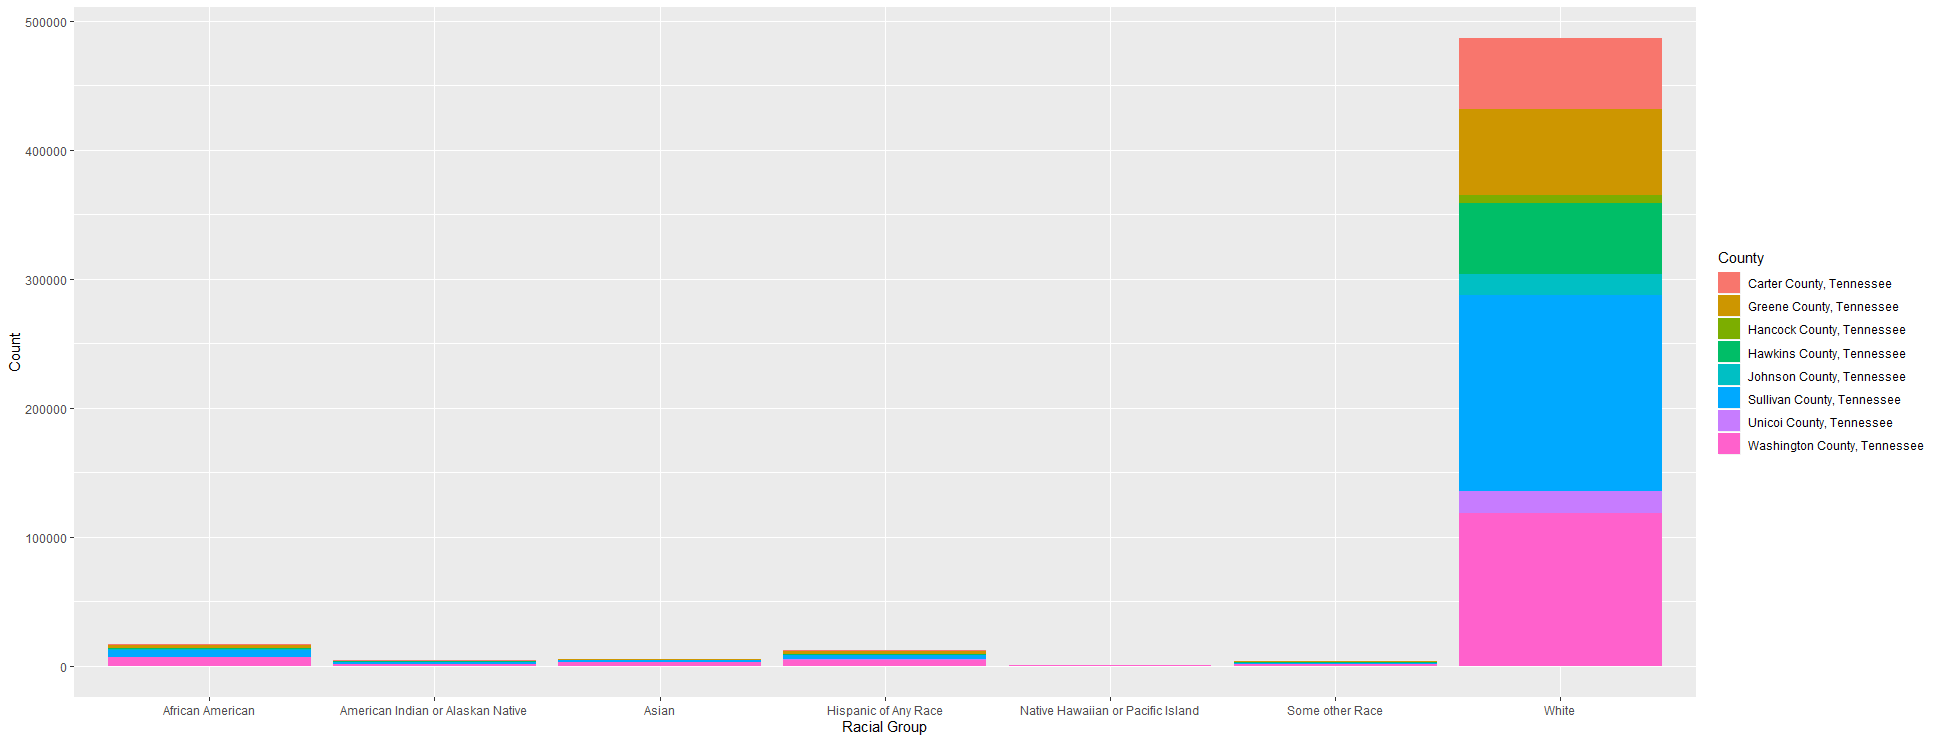 500000
400000
300000
200000
100000
0
Count
African American
American Indian or Alaskan Native
Asian
Hispanic of Any Race
Native Hawaiian or Pacific Island
Some other Race
White
Racial Group
County
Carter County, Tennessee
Greene County, Tennessee
Hancock County, Tennessee
Hawkins County, Tennessee
Johnson County, Tennessee
Sullivan County, Tennessee
Unicoi County, Tennessee
Washington County, Tennessee